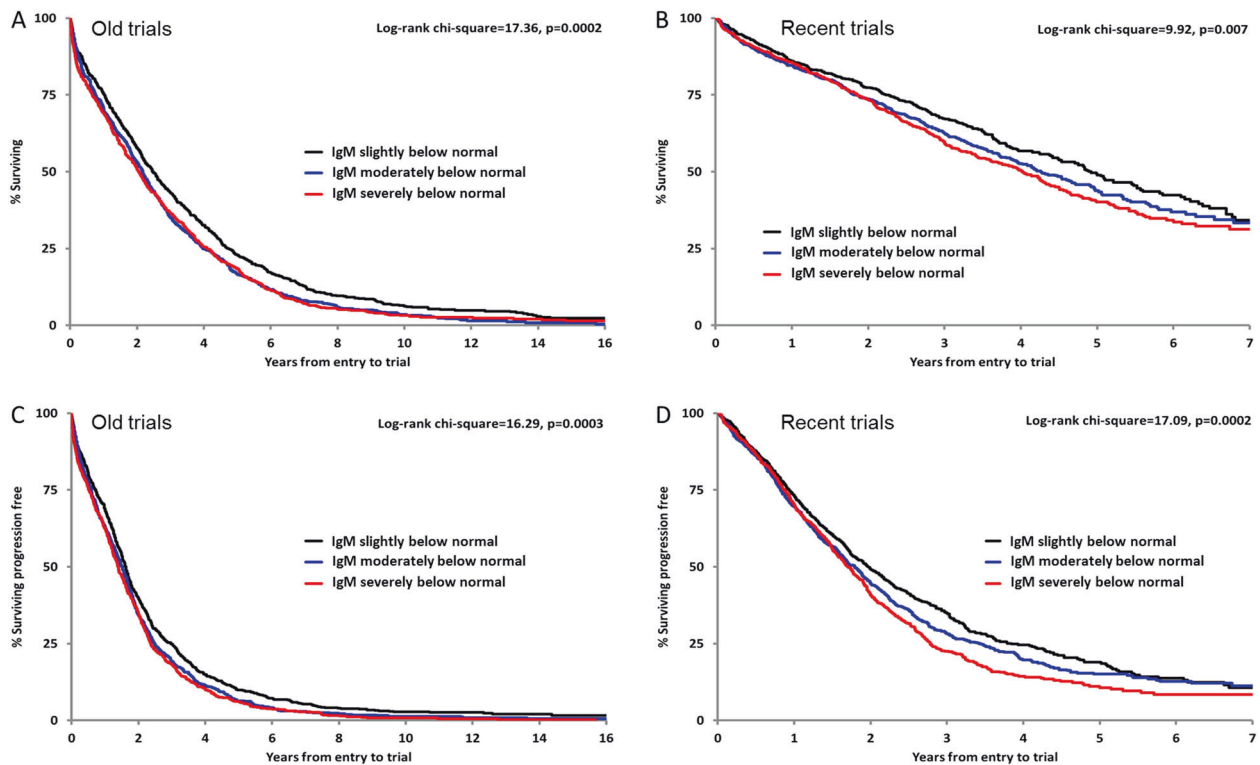 A
Old trials
Log-rank chi-square=17.36, p=0.0002
% Surviving
100
75
50
25
0
IgM slightly below normal
IgM moderately below normal
IgM severely below normal
0 2 4 6 8 10 12 14 16
Years from entry to trial
B
Recent trials
Log-rank chi-square=9.92, p=0.007
% Surviving
100
75
50
25
0
IgM slightly below normal
IgM moderately below normal
IgM severely below normal
0 1 2 3 4 5 6 7
Years from entry to trial
C
Old trials
Log-rank chi-square=16.29, p=0.0003
% Surviving progression free
100
75
50
25
0
IgM slightly below normal
IgM moderately below normal
IgM severely below normal
0 2 4 6 8 10 12 14 16
Years from entry to trial
D
Recent trials
Log-rank chi-square=17.09, p=0.0002
% Surviving progression free
100
75
50
25
0
IgM slightly below normal
IgM moderately below normal
IgM severely below normal
0 1 2 3 4 5 6 7
Years from entry to trial